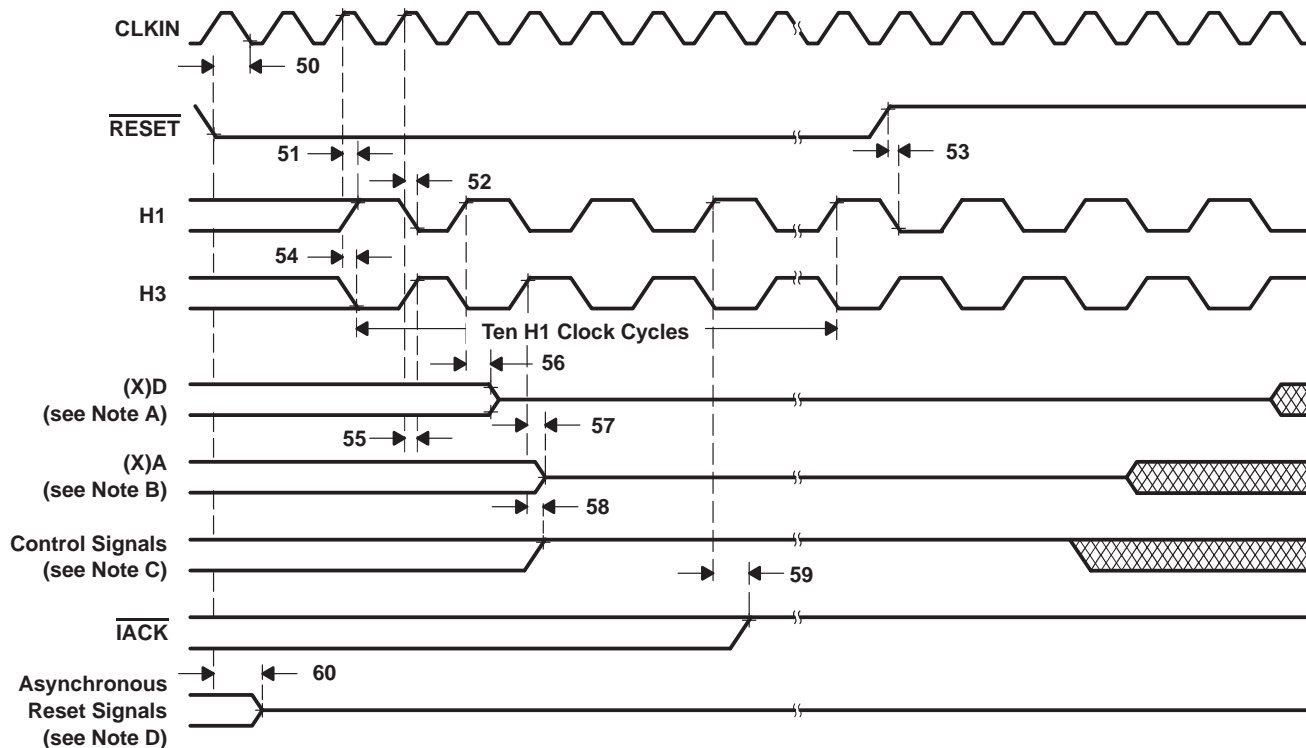 CLKIN
50
RESET
51
53
52
H1
54
H3
Ten H1 Clock Cycles
56
(X)D
(see Note A)
57
55
(X)A
(see Note B)
58
Control Signals
(see Note C)
59
IACK
60
Asynchronous
Reset Signals
(see Note D)